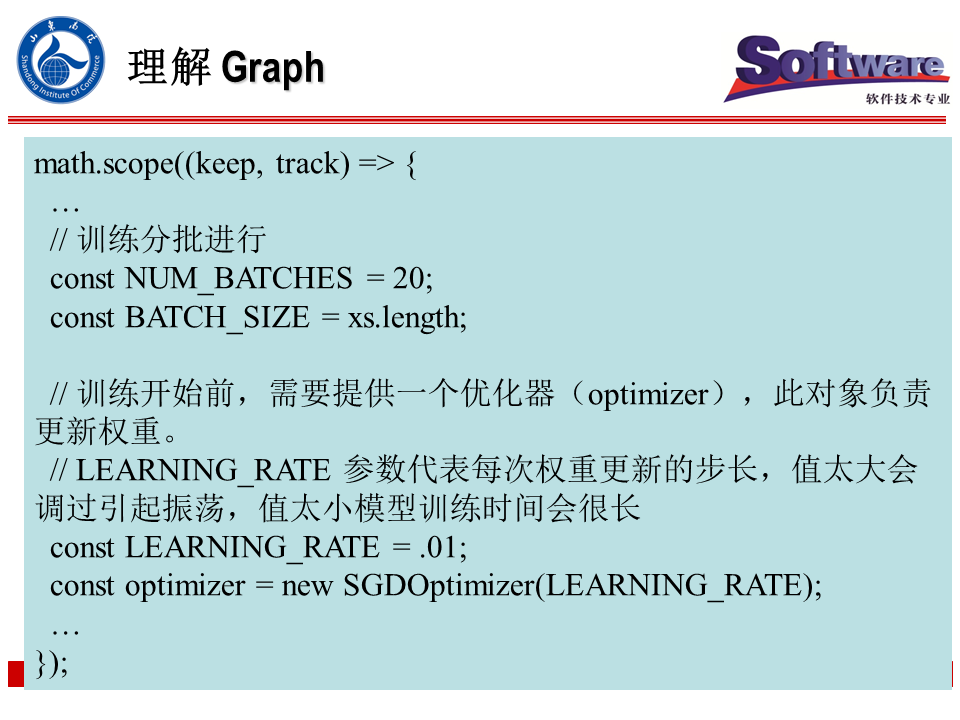 山東商院
Shandong Institute Of Commerce
理解 Graph
Software
软件技术专业
math.scope((keep, track) => {
…
// 训练分批进行
const NUM_BATCHES = 20;
const BATCH_SIZE = xs.length;
// 训练开始前，需要提供一个优化器（optimizer），此对象负责
更新权重。
// LEARNING_RATE 参数代表每次权重更新的步长，值太大会
调过引起振荡，值太小模型训练时间会很长
const LEARNING_RATE = .01;
const optimizer = new SGDOptimizer(LEARNING_RATE);
…
});